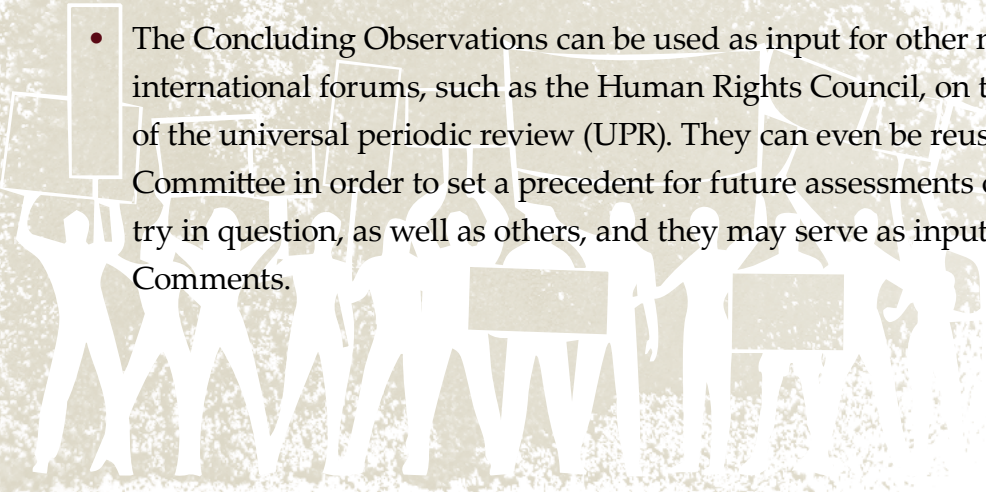 • The Concluding Observations can be used as input for other
international forums, such as the Human Rights Council, on
of the universal periodic review (UPR). They can even be
Committee in order to set a precedent for future assessments
try in question, as well as others, and they may serve as input
Comments.